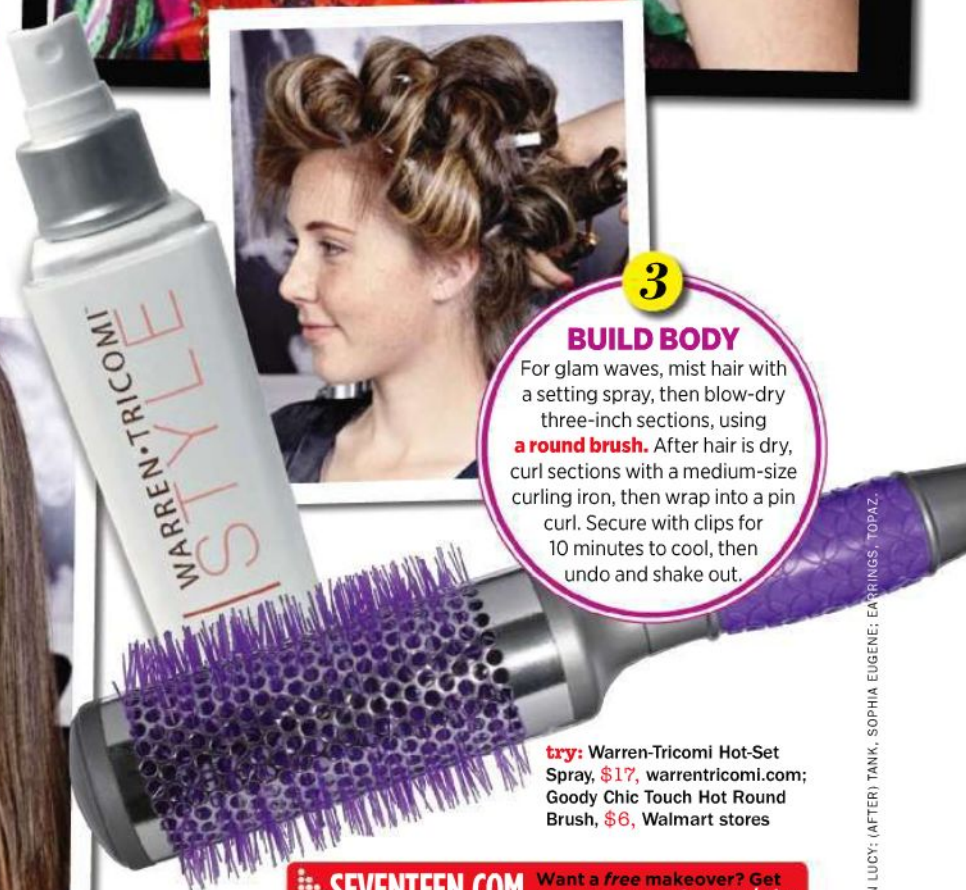 WARREN•TRICOMI™
STYLE
3
BUILD BODY
For glam waves, mist hair with
a setting spray, then blow-dry
three-inch sections, using
a round brush. After hair is dry,
curl sections with a medium-size
curling iron, then wrap into a pin
curl. Secure with clips for
10 minutes to cool, then
undo and shake out.
try: Warren-Tricomi Hot-Set
Spray, $17, warrentricomi.com;
Goody Chic Touch Hot Round
Brush, $6, Walmart stores
LUCY: (AFTER) TANK, SOPHIA EUGENE; EARRINGS, TOPAZ.
SEVENTEEN.COM
Want a free makeover? Get